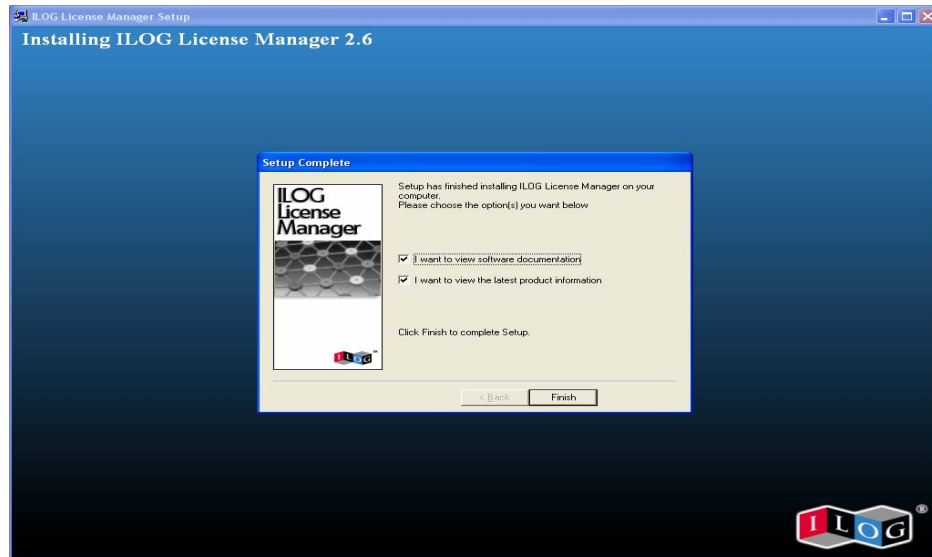 ILOG License Manager Setup
Installing ILOG License Manager 2.6
Setup Complete
ILOG
License
Manager
Setup has finished installing ILOG License Manager on your
computer.
Please choose the option(s) you want below
I want to view software documentation
I want to view the latest product information
Click Finish to complete Setup.
ILOG
< Back
Finish
ILOG®